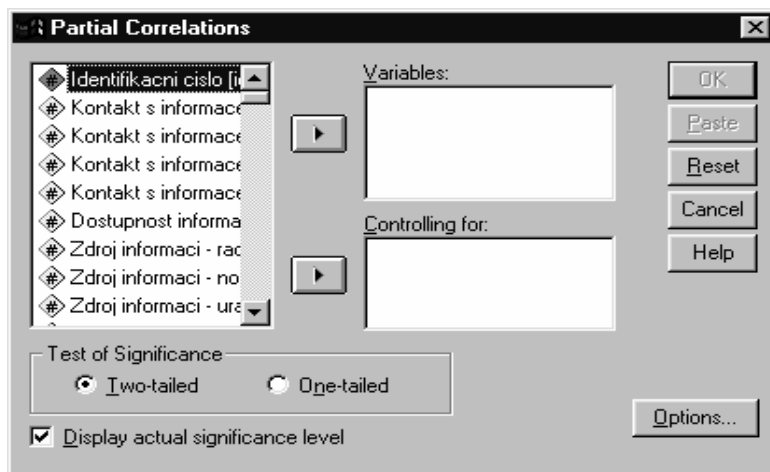 Partial Correlations
Identifikacni cislo [i
Kontakt s informace
Kontakt s informace
Kontakt s informace
Kontakt s informace
Dostupnost informa
Zdroj informaci - rad
Zdroj informaci - no
Zdroj informaci - ura
Variables:
Controlling for:
OK
Paste
Reset
Cancel
Help
Test of Significance
Two-tailed
One-tailed
Display actual significance level
Options...